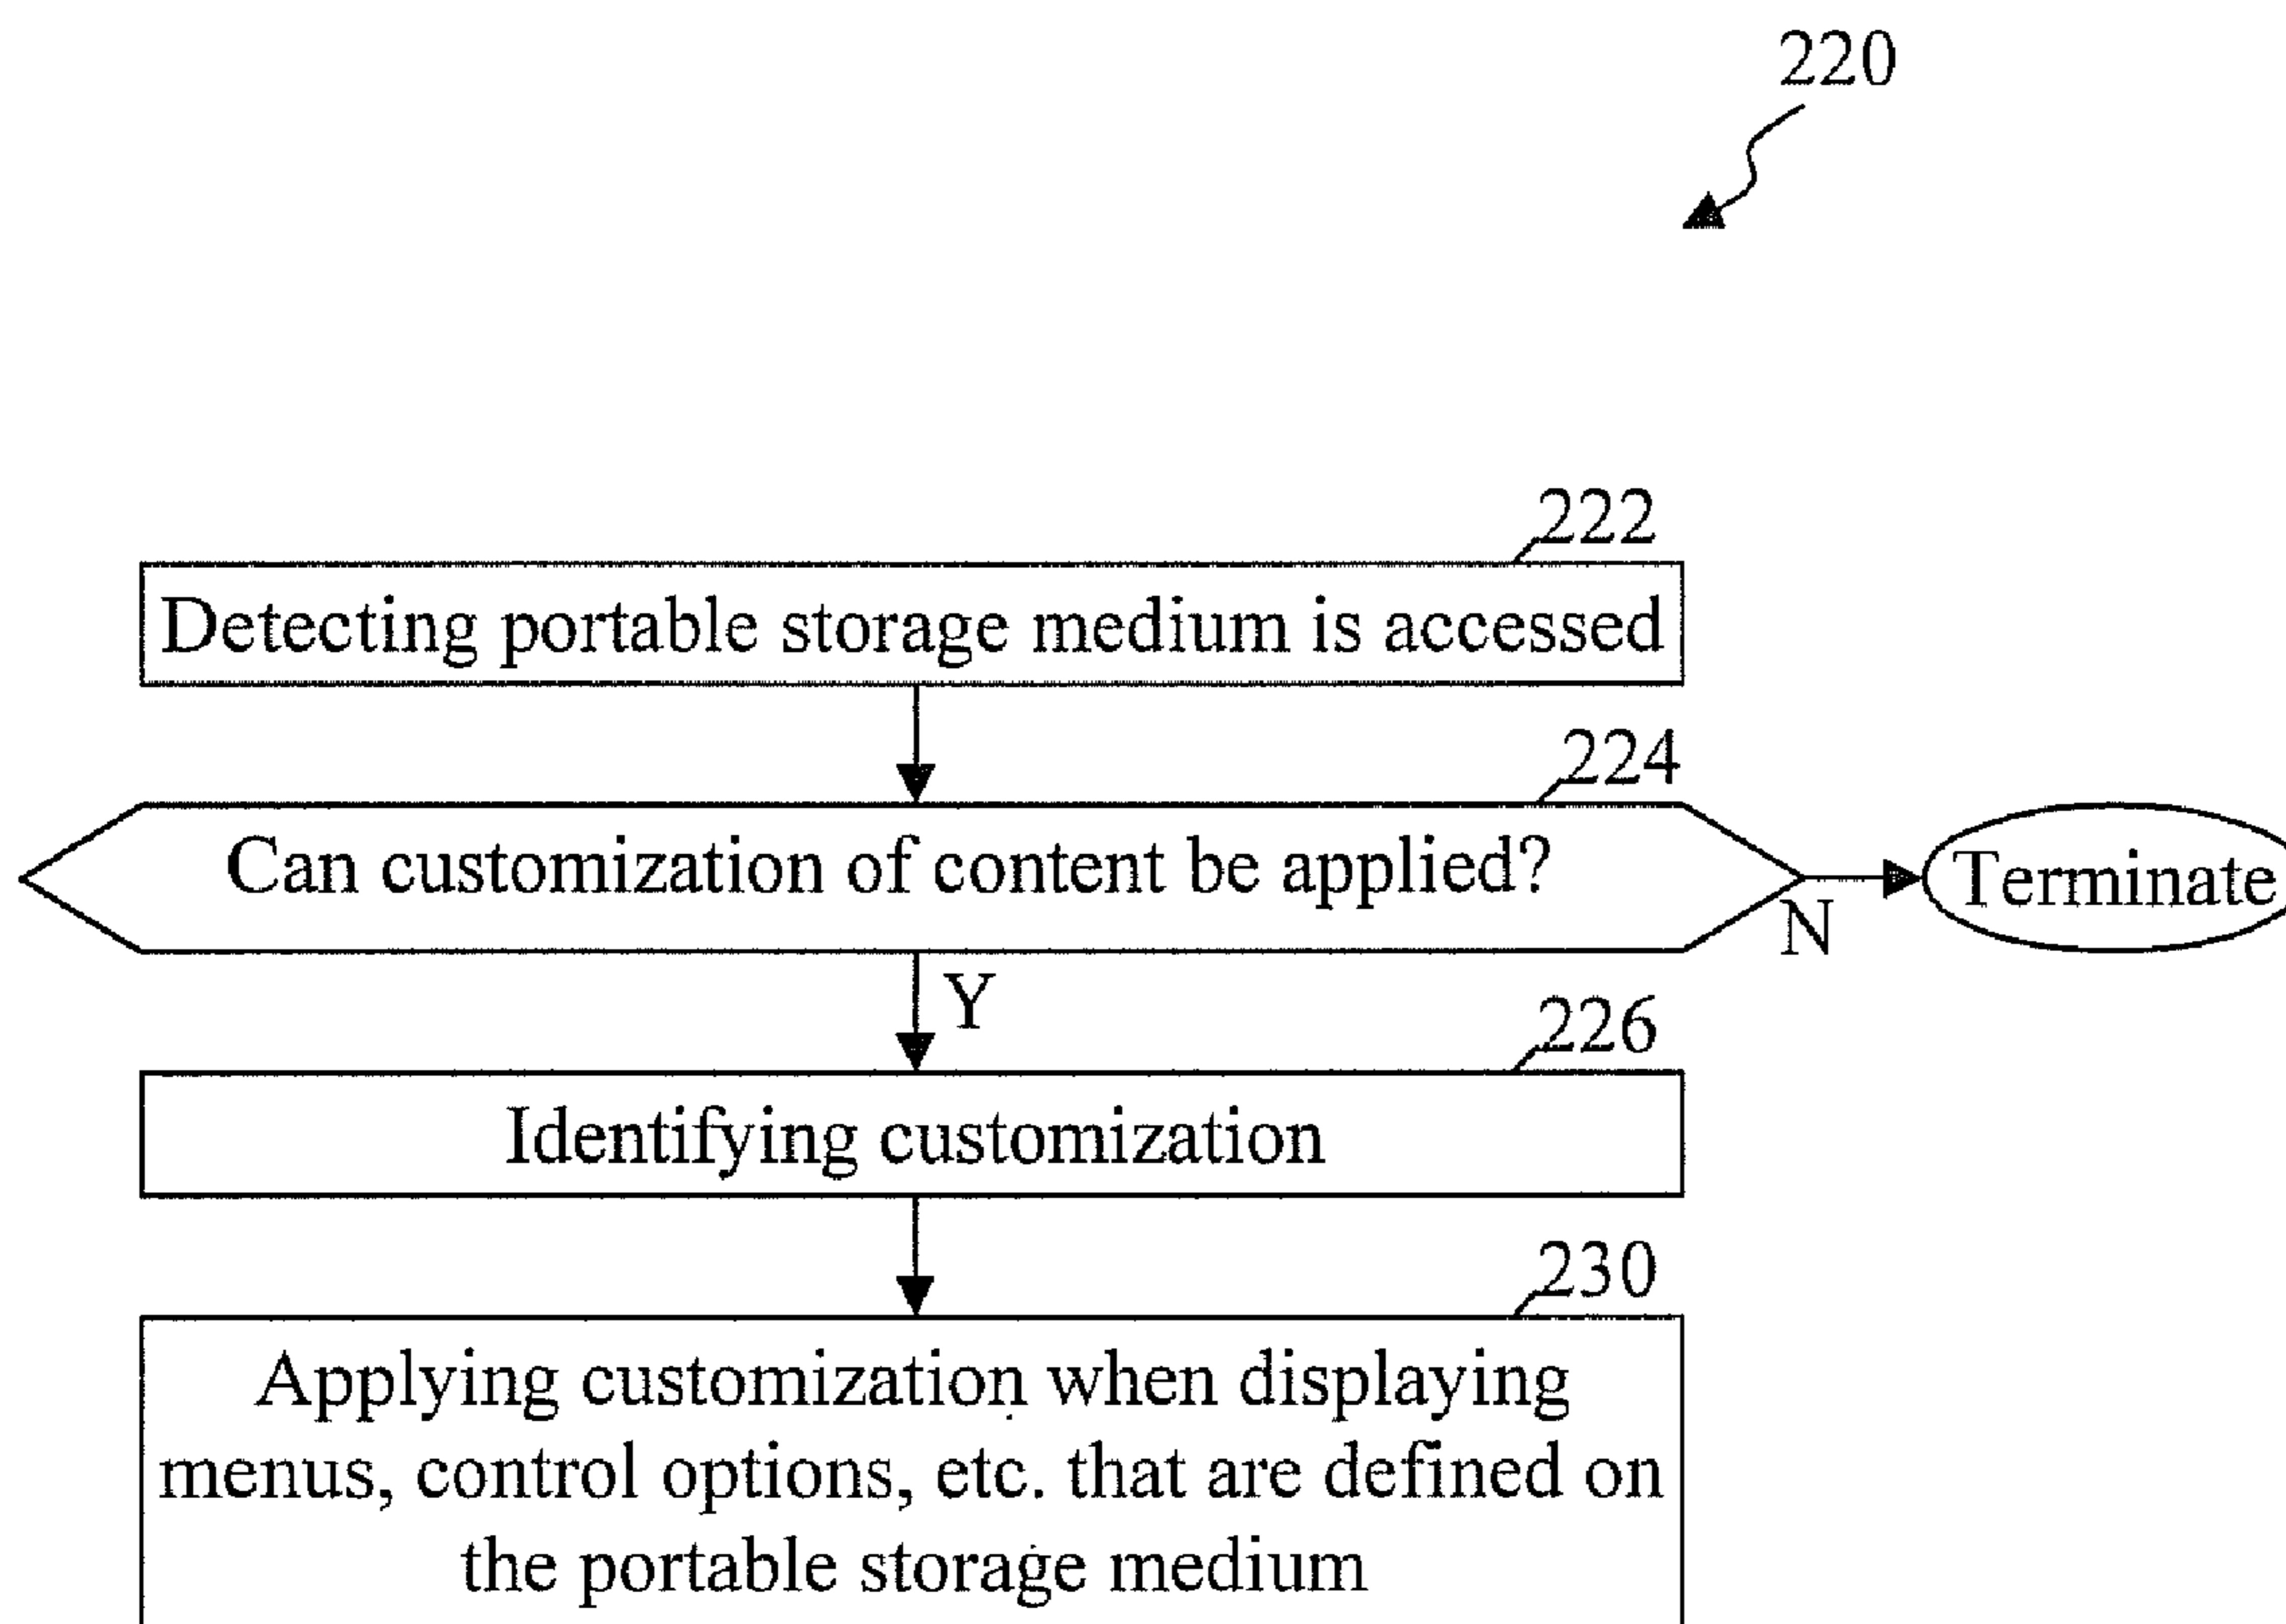 220
222
Detecting portable storage medium is accessed
224
Can customization of content be applied?
Terminate
N
Y
226
Identifying customization
230
Applying customization when displaying
menus, control options, etc. that are defined on
the portable storage medium